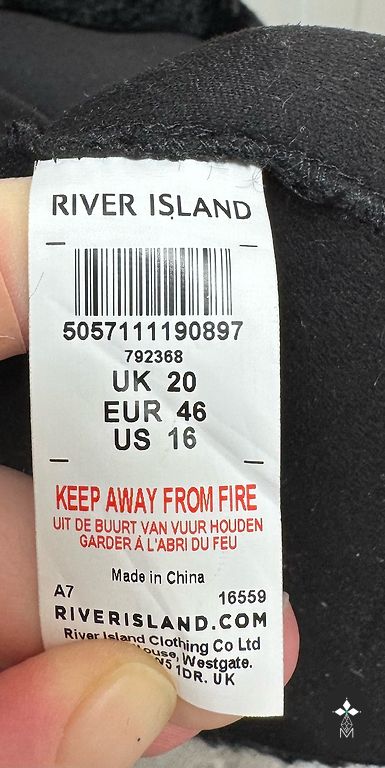 RIVER ISLAND
5057111190897
792368
UK 20
EUR 46
US 16
KEEP AWAY FROM FIRE
UIT DE BUURT VAN VUUR HOUDEN
GARDER À L'ABRI DU FEU
Made in China
A7 16559
RIVERISLAND.COM
River Island Clothing Co Ltd
Westgate.
1DR. UK